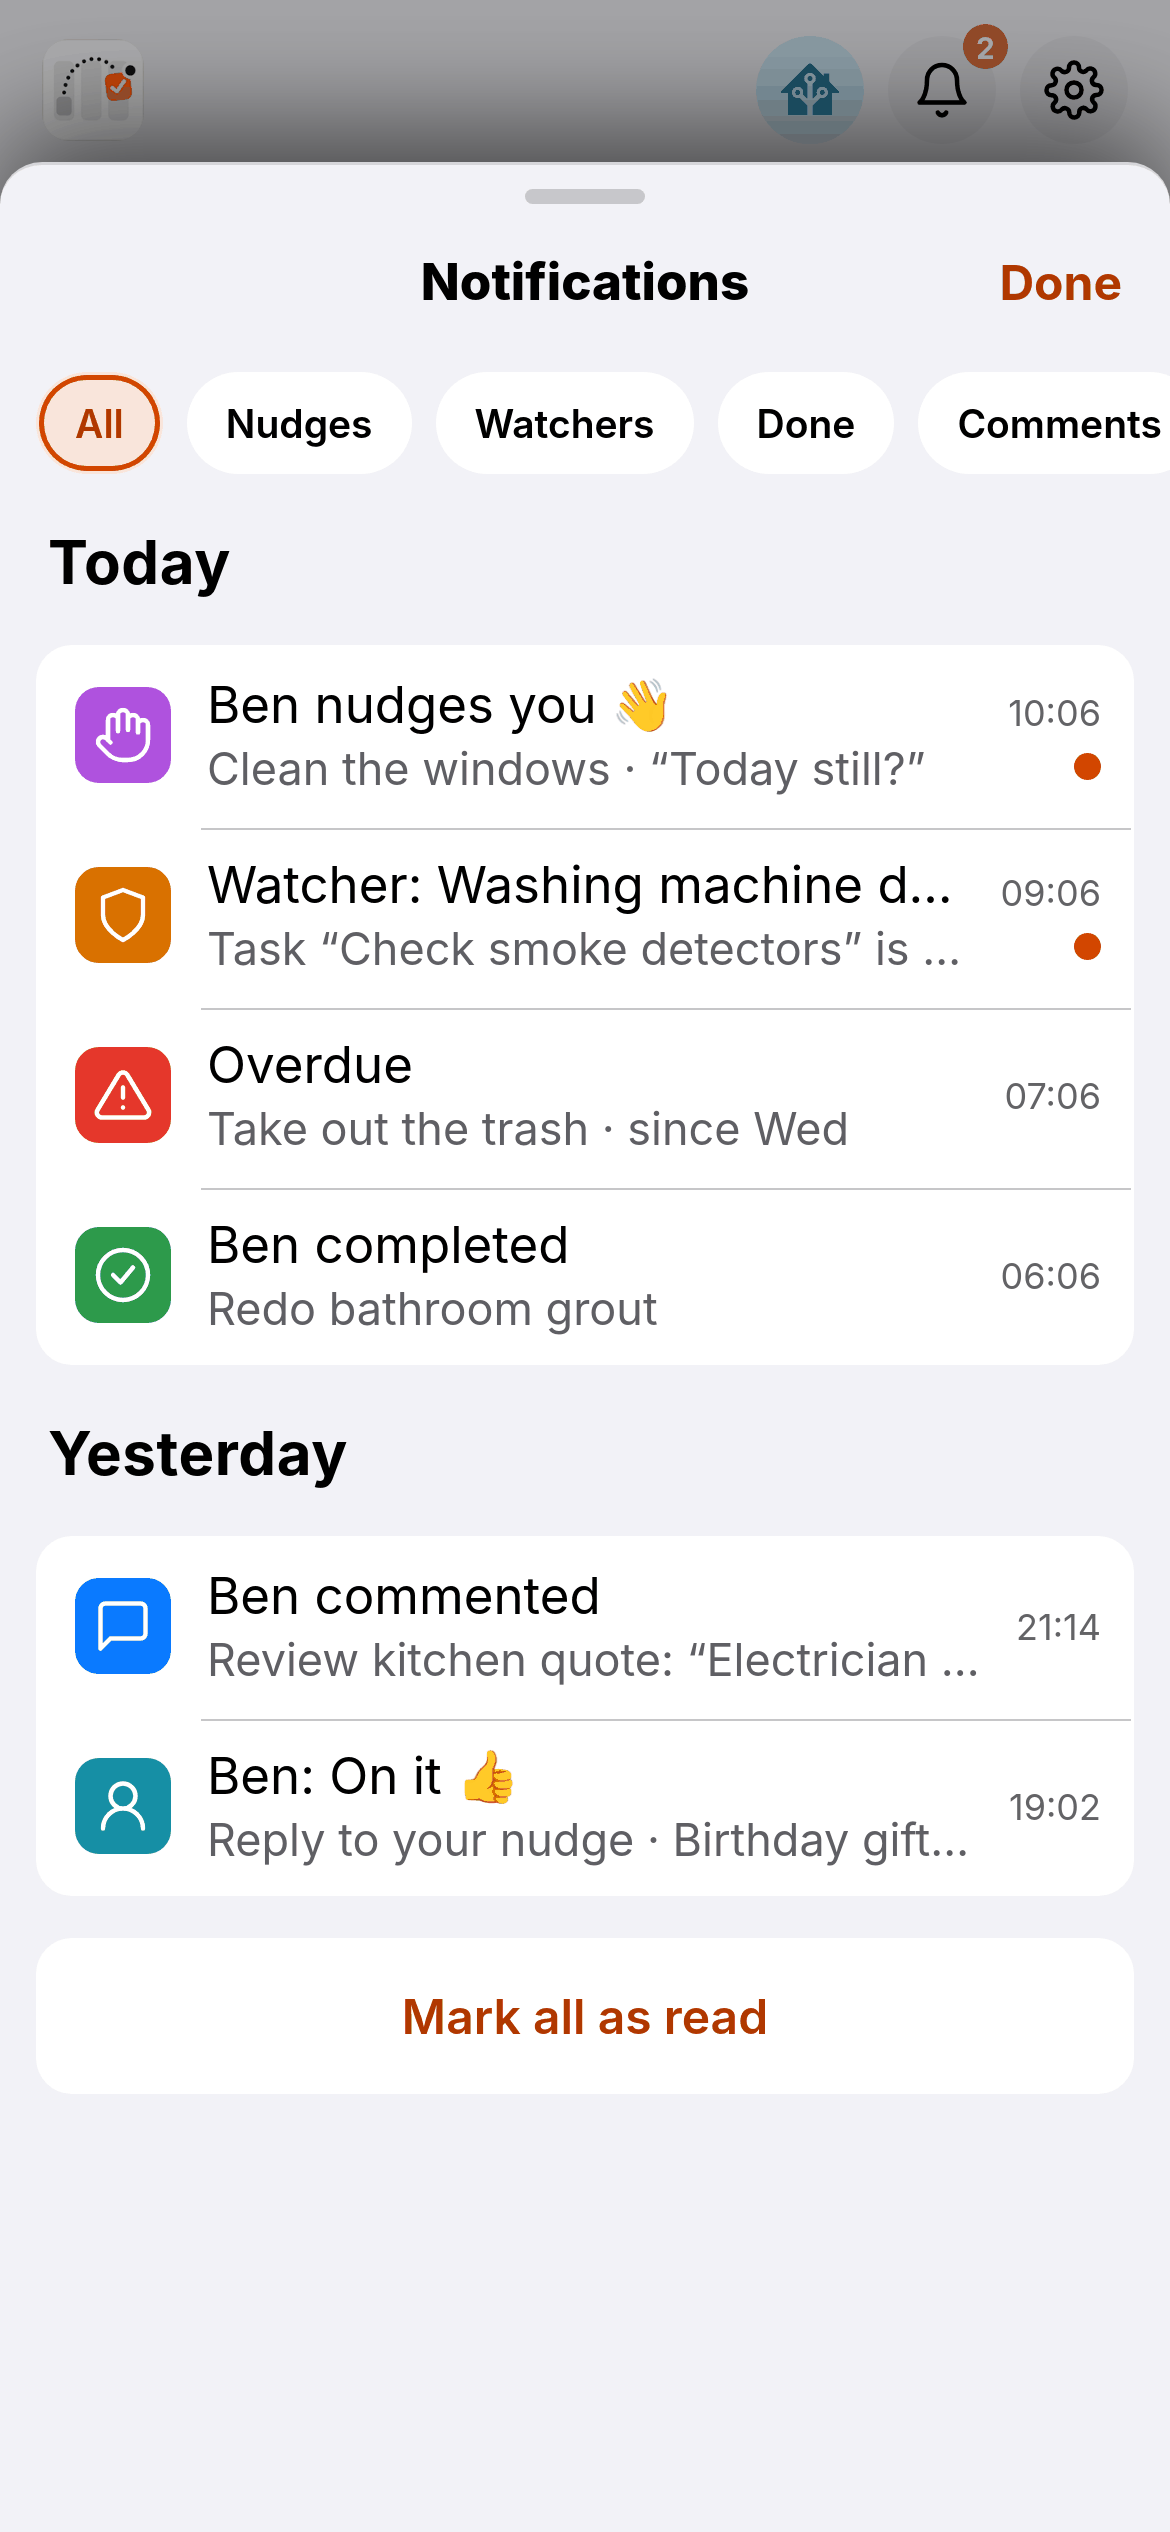 2
Notifications
Done
All
Nudges
Watchers
Done
Comments
Today
Ben nudges you 👋
10:06
Clean the windows · “Today still?”
Watcher: Washing machine d...
09:06
Task “Check smoke detectors” is ...
Overdue
07:06
Take out the trash · since Wed
Ben completed
06:06
Redo bathroom grout
Yesterday
Ben commented
21:14
Review kitchen quote: “Electrician ...
Ben: On it 👍
19:02
Reply to your nudge · Birthday gift...
Mark all as read